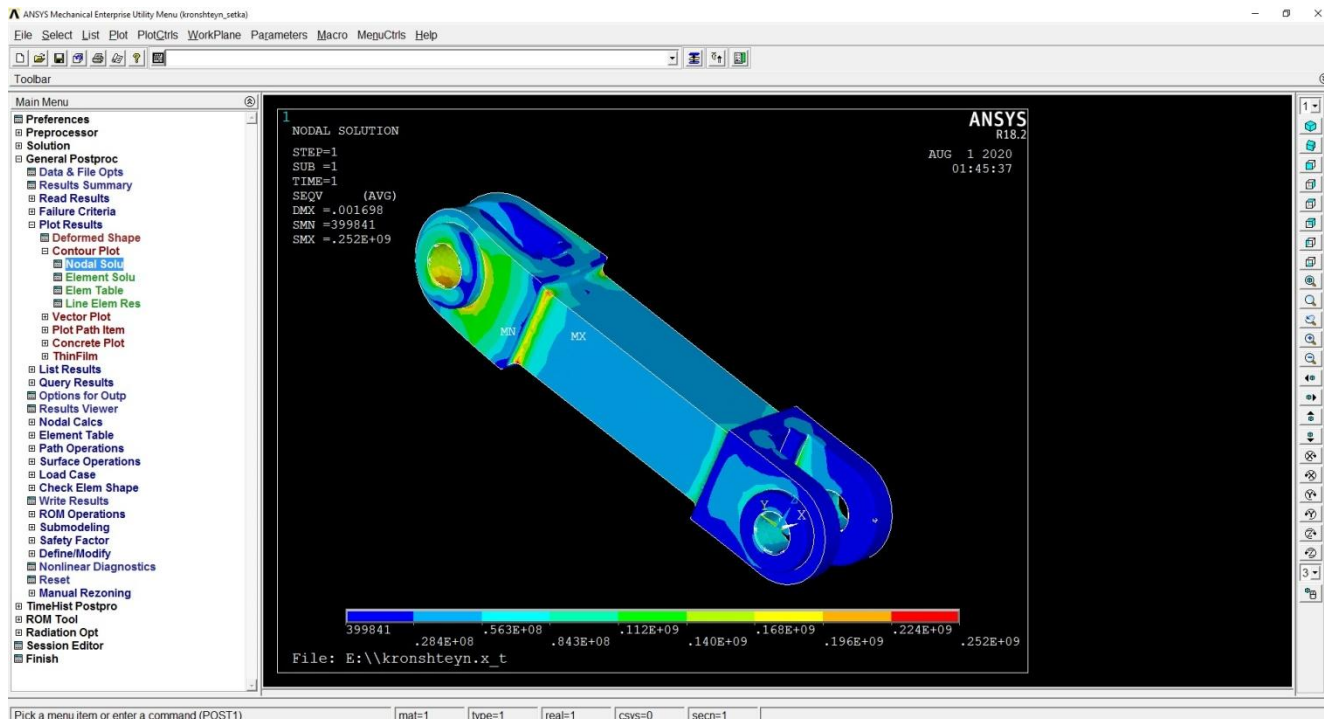 ANSYS Mechanical Enterprise Utility Menu (kronshteyn_setka)
File Select List Plot PlotCtrls WorkPlane Parameters Macro MenuCtrls Help
Toolbar
Main Menu
Preferences
Preprocessor
Solution
General Postproc
Data & File Opts
Results Summary
Read Results
Failure Criteria
Plot Results
Deformed Shape
Contour Plot
Nodal Solu
Element Solu
Elem Table
Line Elem Res
Vector Plot
Plot Path Item
Concrete Plot
ThinFilm
List Results
Query Results
Options for Outp
Results Viewer
Nodal Calcs
Element Table
Path Operations
Surface Operations
Load Case
Check Elem Shape
Write Results
ROM Operations
Submodeling
Safety Factor
Define/Modify
Nonlinear Diagnostics
Reset
Manual Rezoning
TimeHist Postpro
ROM Tool
Radiation Opt
Session Editor
Finish
1
NODAL SOLUTION
STEP=1
SUB =1
TIME=1
SEQV (AVG)
DMX =.001698
SMN =399841
SMX =.252E+09
ANSYS
R18.2
AUG 1 2020
01:45:37
MN MX
Y Z X
399841 .563E+08 .112E+09 .168E+09 .224E+09
.284E+08 .843E+08 .140E+09 .196E+09 .252E+09
File: E:\\kronshteyn.x_t
1
3
Pick a menu item or enter a command (POST1) mat=1 type=1 real=1 csys=0 secn=1